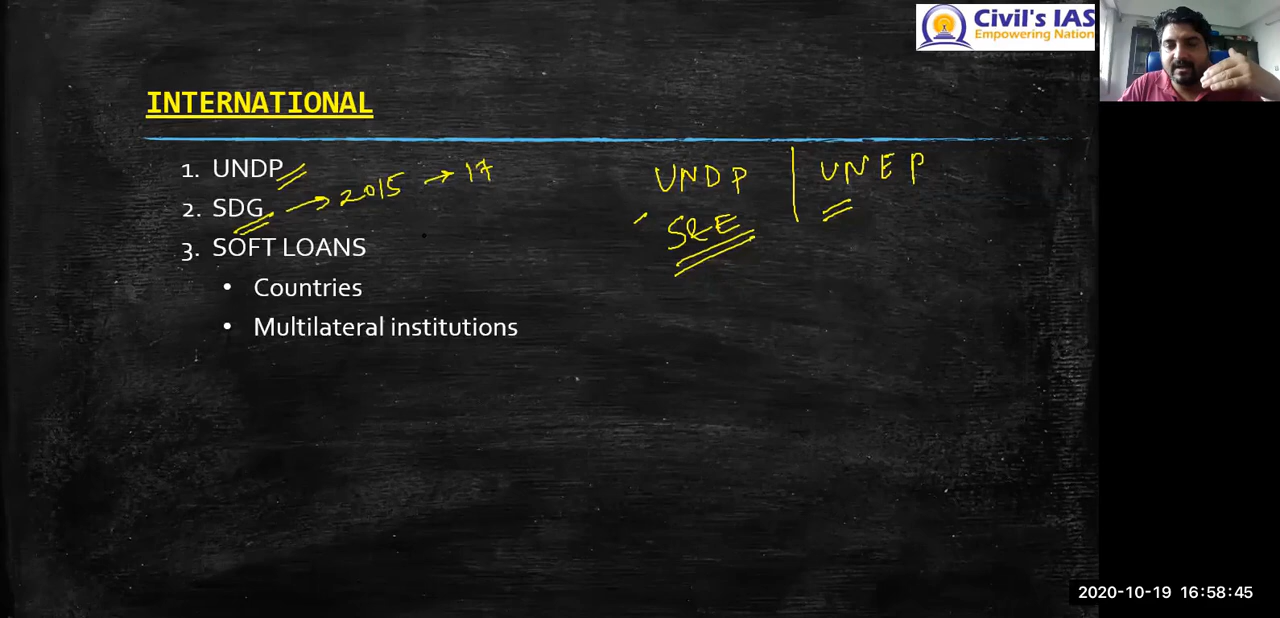 Civil's IAS
Empowering Nation
INTERNATIONAL
1. UNDP
2. SDG → 2015 → 17
3. SOFT LOANS
• Countries
• Multilateral institutions
UNDP | UNEP
S&E
2020-10-19 16:58:45